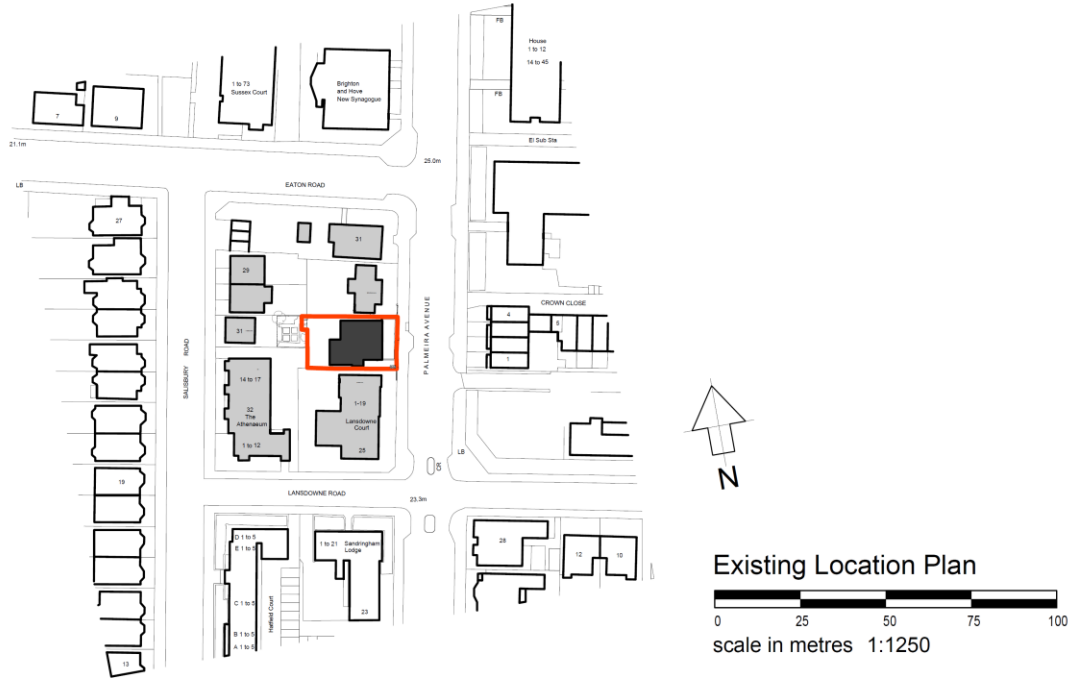 FB
House
1 to 12
14 to 45
1 to 73
Sussex Court
Brighton
and Hove
New Synagogue
FB
7
9
21.1m
El Sub Sta
25.0m
LB
EATON ROAD
27
31
29
CROWN CLOSE
4
6
31
PALMEIRA AVENUE
SALISBURY ROAD
1
14 to 17
32
The
Athenaeum
1 to 12
1-19
Lansdowne
Court
25
LB
CR
19
N
LANSDOWNE ROAD
23.3m
D 1 to 5
E 1 to 5
1 to 21
Sandringham
Lodge
28
12
10
C 1 to 5
Hatfield Court
23
B 1 to 5
A 1 to 5
13
Existing Location Plan
0 25 50 75 100
scale in metres 1:1250